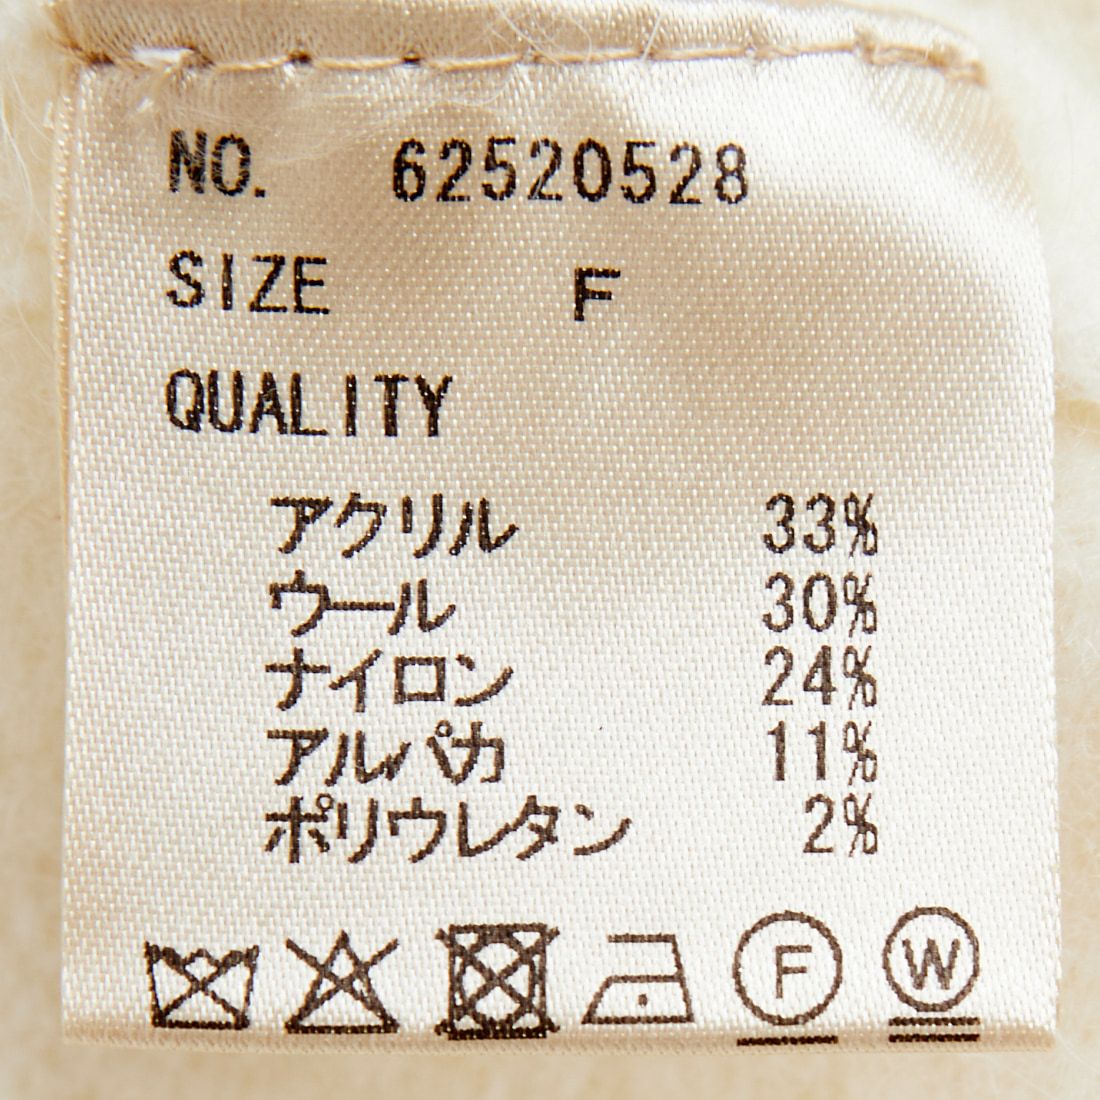 NO. 62520528
SIZE F
QUALITY
アクリル 33%
ウール 30%
ナイロン 24%
アルパカ 11%
ポリウレタン 2%
F W